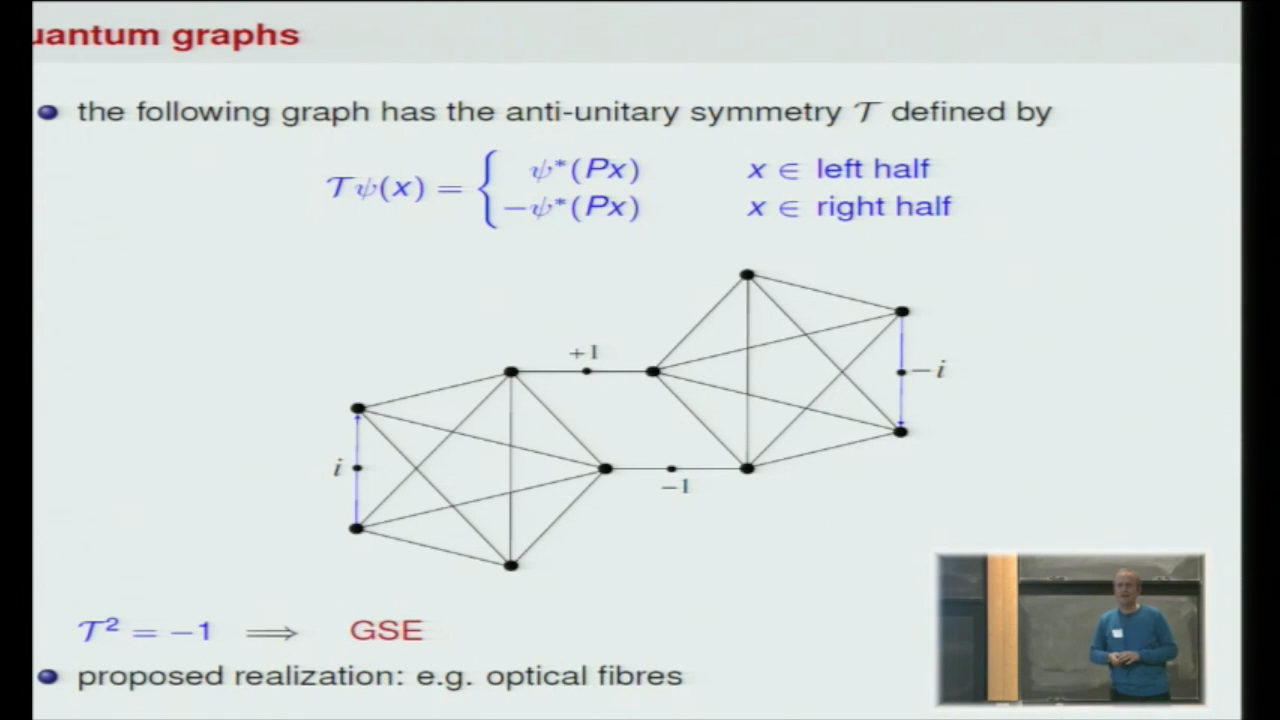 uantum graphs
the following graph has the anti-unitary symmetry 𝒯 defined by
𝒯ψ(x) = { ψ*(Px) x ∈ left half
−ψ*(Px) x ∈ right half
+1
−i
i
−1
𝒯² = −1 ⟹ GSE
proposed realization: e.g. optical fibres